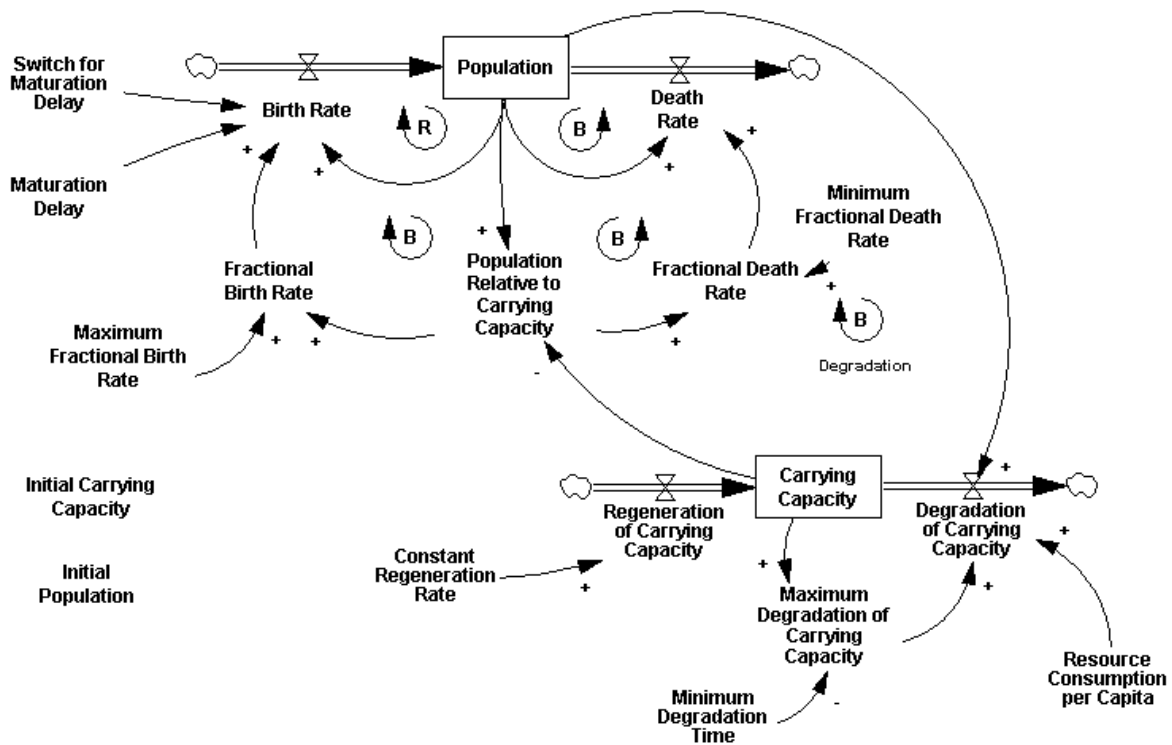 Switch for
Maturation
Delay
Population
Birth Rate
R
B
Death
Rate
+
+
+
+
Maturation
Delay
Minimum
Fractional Death
Rate
B
B
+
Fractional
Birth Rate
Population
Relative to
Carrying
Capacity
Fractional Death
Rate
+
B
Degradation
Maximum
Fractional Birth
Rate
+
+
+
-
Initial Carrying
Capacity
Regeneration
of Carrying
Capacity
Carrying
Capacity
+
Degradation
of Carrying
Capacity
+
Initial
Population
Constant
Regeneration
Rate
+
+
Maximum
Degradation of
Carrying
Capacity
+
Resource
Consumption
per Capita
Minimum
Degradation
Time
-